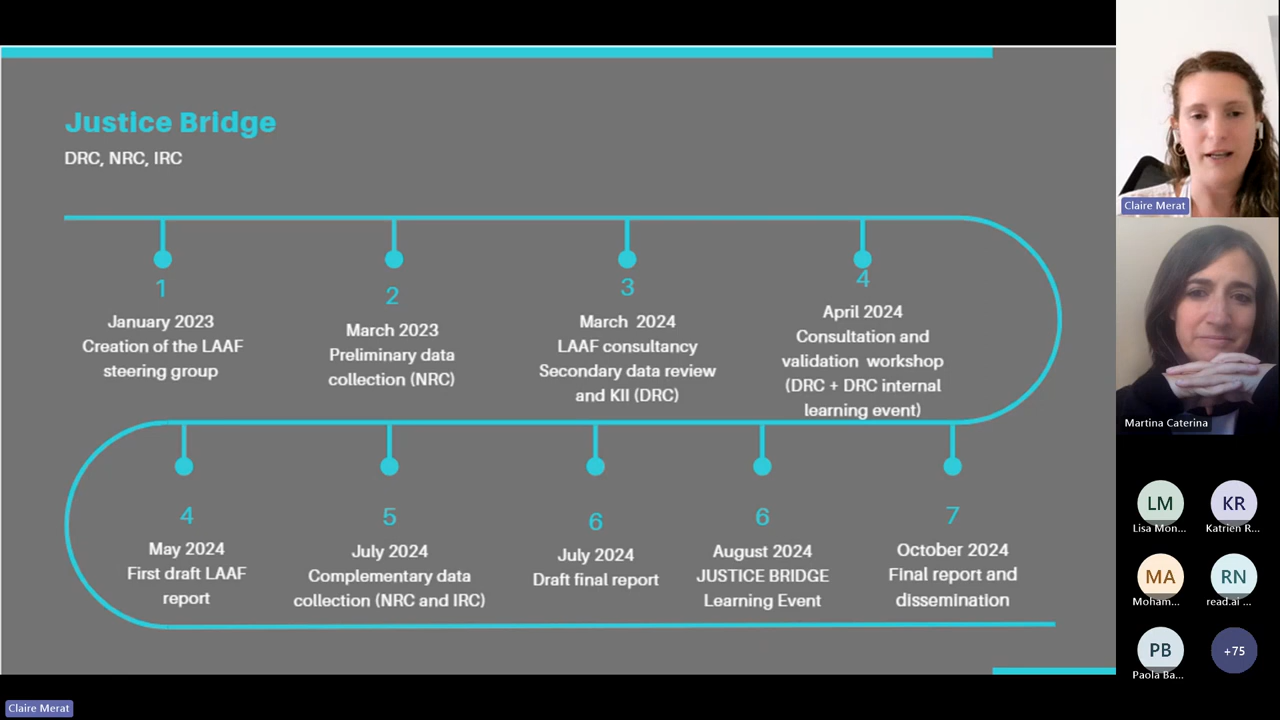 Justice Bridge
DRC, NRC, IRC
1
January 2023
Creation of the LAAF
steering group
2
March 2023
Preliminary data
collection (NRC)
3
March 2024
LAAF consultancy
Secondary data review
and KII (DRC)
4
April 2024
Consultation and
validation workshop
(DRC + DRC internal
learning event)
4
May 2024
First draft LAAF
report
5
July 2024
Complementary data
collection (NRC and IRC)
6
July 2024
Draft final report
6
August 2024
JUSTICE BRIDGE
Learning Event
7
October 2024
Final report and
dissemination
Claire Merat
Martina Caterina
LM
Lisa Mon...
KR
Katrien R...
MA
Moham...
RN
read.ai ...
PB
Paola Ba...
+75
Claire Merat